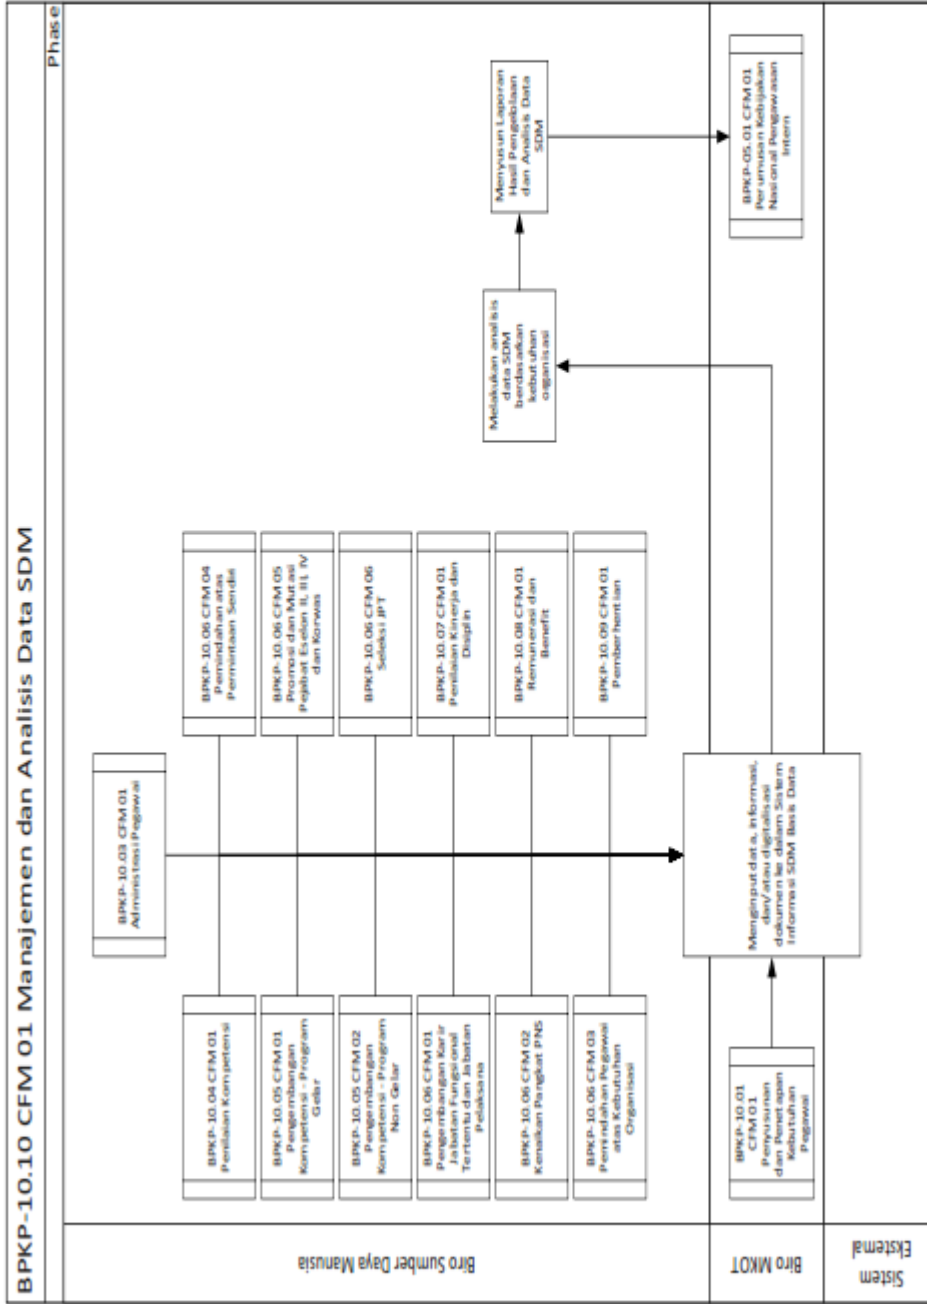 BPKP-10.10 CFM 01 Manajemen dan Analisis Data SDM
Phase
Biro Sumber Daya Manusia
BPKP-10.03 CFM 01
Administrasi Pegawai
BPKP-10.04 CFM 01
Penilaian Kompetensi
BPKP-10.05 CFM 01
Pengembangan
Kompetensi - Program
Gelar
BPKP-10.05 CFM 02
Pengembangan
Kompetensi - Program
Non Gelar
BPKP-10.06 CFM 01
Pengembangan Karir
Jabatan Fungsional
Tertentu dan Jabatan
Pelaksana
BPKP-10.06 CFM 02
Kenaikan Pangkat PNS
BPKP-10.06 CFM 03
Pemindahan Pegawai
atas Kebutuhan
Organisasi
BPKP-10.06 CFM 04
Pemindahan atas
Permintaan Sendiri
BPKP-10.06 CFM 05
Promosi dan Mutasi
Pejabat Eselon II, III, IV
dan Korwas
BPKP-10.06 CFM 06
Seleksi JPT
BPKP-10.07 CFM 01
Penilaian Kinerja dan
Disiplin
BPKP-10.08 CFM 01
Remunerasi dan
Benefit
BPKP-10.09 CFM 01
Pemberhentian
Melakukan analisis
data SDM
berdasarkan
kebutuhan
organisasi
Menyusun Laporan
Hasil Pengelolaan
dan Analisis Data
SDM
Biro MKOT
BPKP-10.01
CFM 01
Penyusunan
dan Penetapan
Kebutuhan
Pegawai
Menginput data, informasi,
dan/atau digitalisasi
dokumen ke dalam Sistem
Informasi SDM Basis Data
BPKP-05.01 CFM 01
Perumusan Kebijakan
Nasional Pengawasan
Intern
Sistem
Eksternal